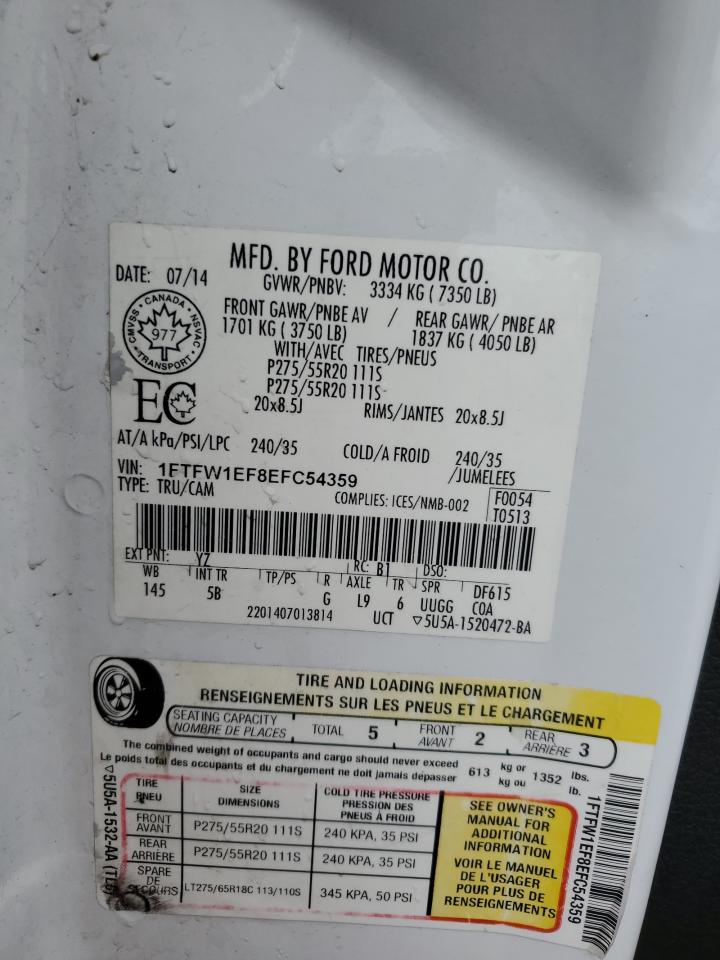 MFD. BY FORD MOTOR CO.
DATE: 07/14
GVWR/PNBV: 3334 KG ( 7350 LB)
FRONT GAWR/PNBE AV / REAR GAWR/ PNBE AR
1701 KG ( 3750 LB) 1837 KG ( 4050 LB)
CMVSS • CANADA • NSVAC
977
TRANSPORT
WITH/AVEC TIRES/PNEUS
P275/55R20 111S
P275/55R20 111S
EC
20x8.5J RIMS/JANTES 20x8.5J
AT/A kPa/PSI/LPC 240/35 COLD/A FROID 240/35
/JUMELEES
VIN: 1FTFW1EF8EFC54359
TYPE: TRU/CAM
COMPLIES: ICES/NMB-002
F0054
T0513
EXT PNT: YZ RC: B1 DSO:
WB INT TR TP/PS R AXLE TR SPR DF615
145 5B G L9 6 UUGG COA
2201407013814 UCT ▽5U5A-1520472-BA
TIRE AND LOADING INFORMATION
RENSEIGNEMENTS SUR LES PNEUS ET LE CHARGEMENT
SEATING CAPACITY
NOMBRE DE PLACES
TOTAL 5
FRONT
AVANT 2
REAR
ARRIÈRE 3
The combined weight of occupants and cargo should never exceed
Le poids total des occupants et du chargement ne doit jamais dépasser
613 kg or 1352 lbs.
kg ou lb.
TIRE
PNEU
SIZE
DIMENSIONS
COLD TIRE PRESSURE
PRESSION DES
PNEUS À FROID
FRONT
AVANT
P275/55R20 111S
240 KPA, 35 PSI
REAR
ARRIÈRE
P275/55R20 111S
240 KPA, 35 PSI
SPARE
DE
SECOURS
LT275/65R18C 113/110S
345 KPA, 50 PSI
SEE OWNER'S
MANUAL FOR
ADDITIONAL
INFORMATION
VOIR LE MANUEL
DE L'USAGER
POUR PLUS DE
RENSEIGNEMENTS
▽5U5A-1532-AA
1FTFW1EF8EFC54359